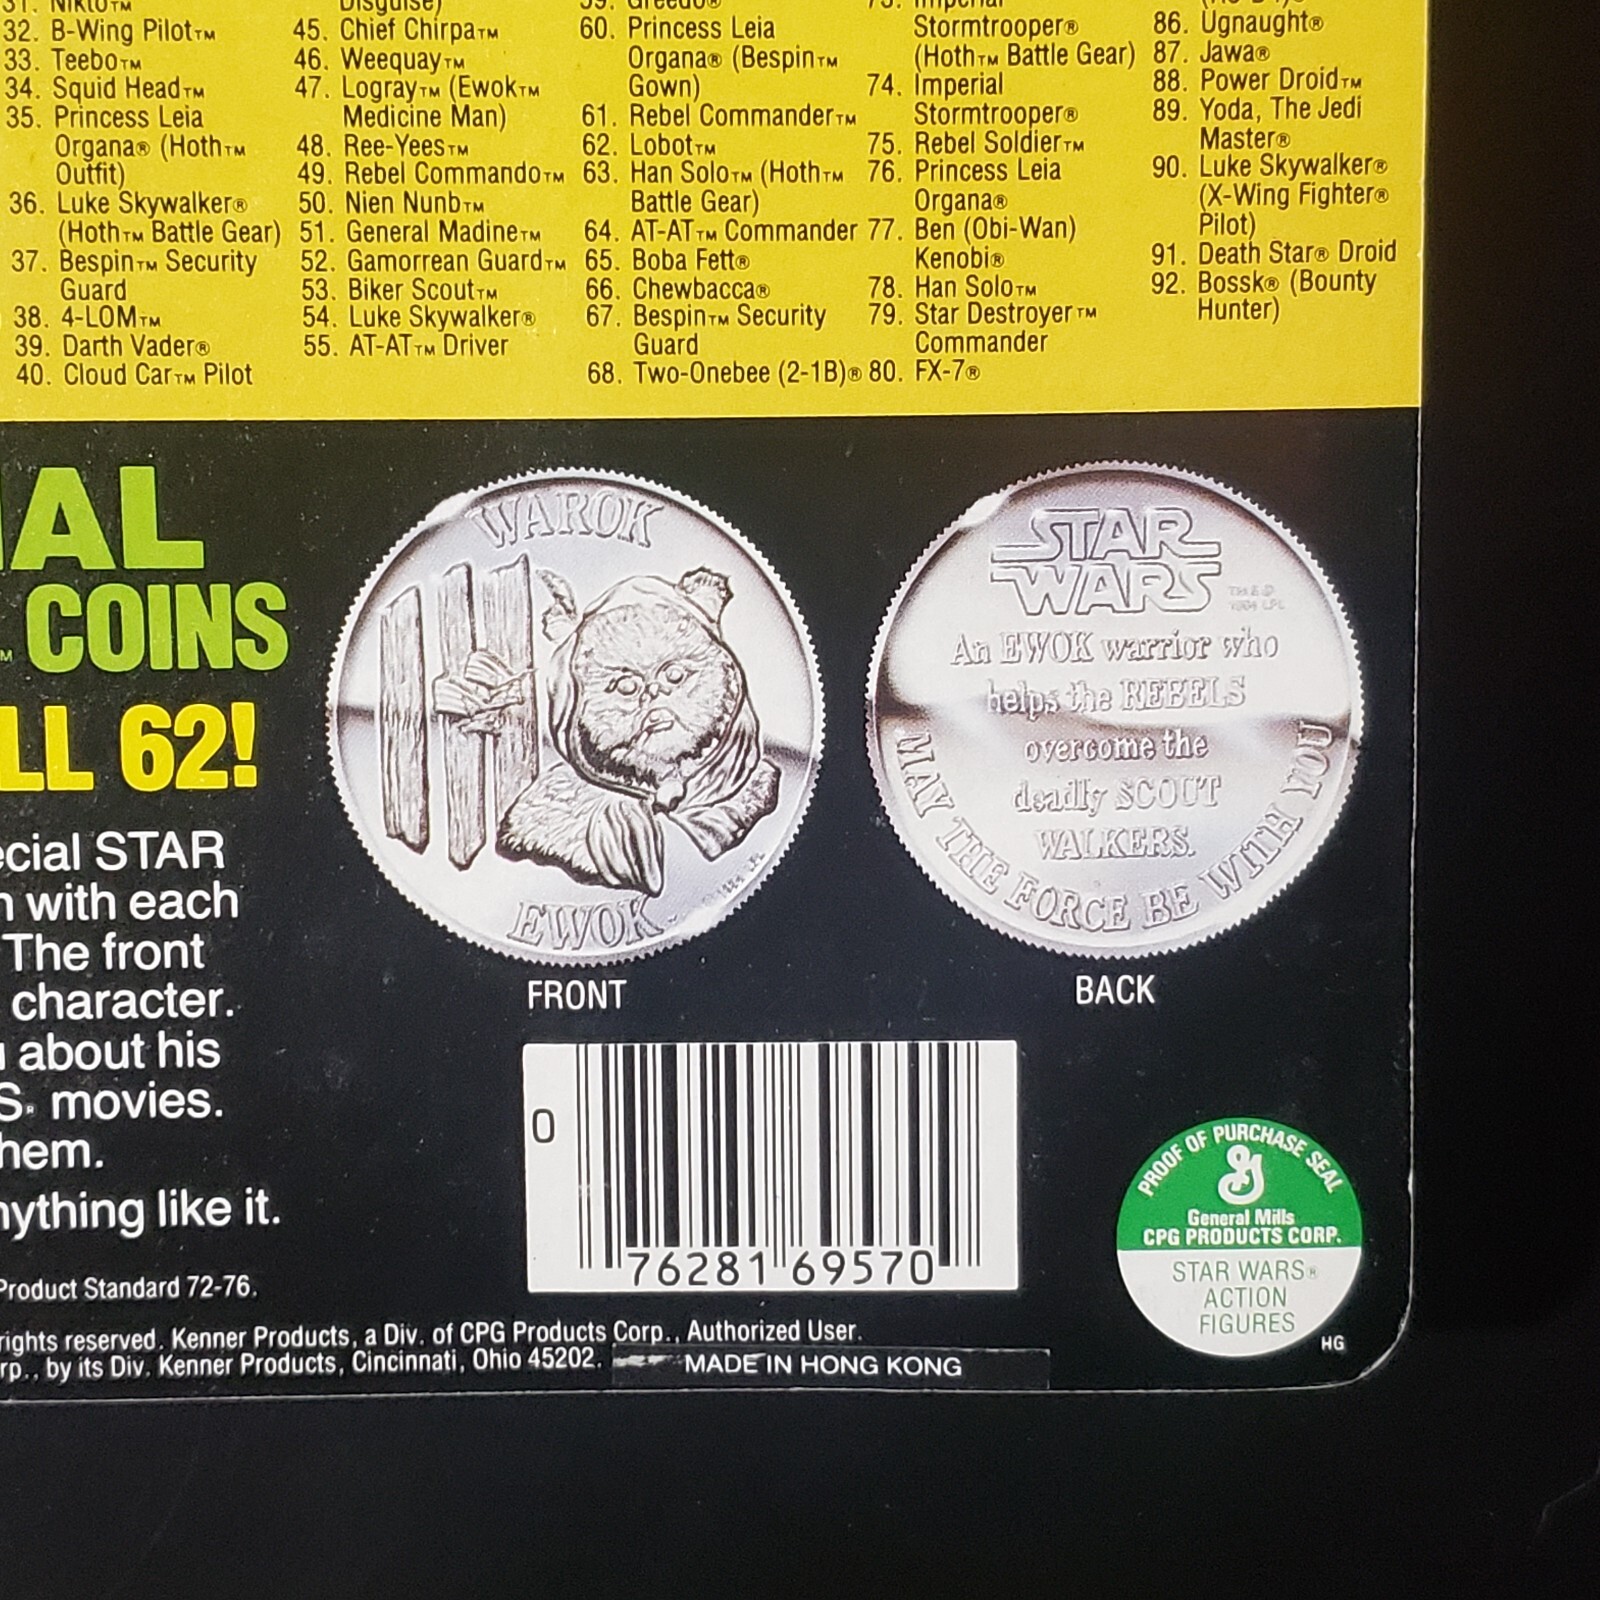 31. Nikto™
32. B-Wing Pilot™
33. Teebo™
34. Squid Head™
35. Princess Leia
Organa® (Hoth™
Outfit)
36. Luke Skywalker®
(Hoth™ Battle Gear)
37. Bespin™ Security
Guard
38. 4-LOM™
39. Darth Vader®
40. Cloud Car™ Pilot
Disguise)
45. Chief Chirpa™
46. Weequay™
47. Logray™ (Ewok™
Medicine Man)
48. Ree-Yees™
49. Rebel Commando™
50. Nien Nunb™
51. General Madine™
52. Gamorrean Guard™
53. Biker Scout™
54. Luke Skywalker®
55. AT-AT™ Driver
59. Greedo®
60. Princess Leia
Organa® (Bespin™
Gown)
61. Rebel Commander™
62. Lobot™
63. Han Solo™ (Hoth™
Battle Gear)
64. AT-AT™ Commander
65. Boba Fett®
66. Chewbacca®
67. Bespin™ Security
Guard
68. Two-Onebee (2-1B)®
73. Imperial
Stormtrooper®
(Hoth™ Battle Gear)
74. Imperial
Stormtrooper®
75. Rebel Soldier™
76. Princess Leia
Organa®
77. Ben (Obi-Wan)
Kenobi®
78. Han Solo™
79. Star Destroyer™
Commander
80. FX-7®
86. Ugnaught®
87. Jawa®
88. Power Droid™
89. Yoda, The Jedi
Master®
90. Luke Skywalker®
(X-Wing Fighter®
Pilot)
91. Death Star® Droid
92. Bossk® (Bounty
Hunter)
IAL
™ COINS
LL 62!
ecial STAR
n with each
The front
character.
about his
S® movies.
hem.
nything like it.
Product Standard 72-76.
rights reserved. Kenner Products, a Div. of CPG Products Corp., Authorized User.
rp., by its Div. Kenner Products, Cincinnati, Ohio 45202.
MADE IN HONG KONG
WAROK
EWOK
FRONT
STAR
WARS
TM & ©
1984 LFL
An EWOK warrior who
helps the REBELS
overcome the
deadly SCOUT
WALKERS.
MAY THE FORCE BE WITH YOU
BACK
0
76281 69570
PROOF OF PURCHASE SEAL
General Mills
CPG PRODUCTS CORP.
STAR WARS®
ACTION
FIGURES
HG